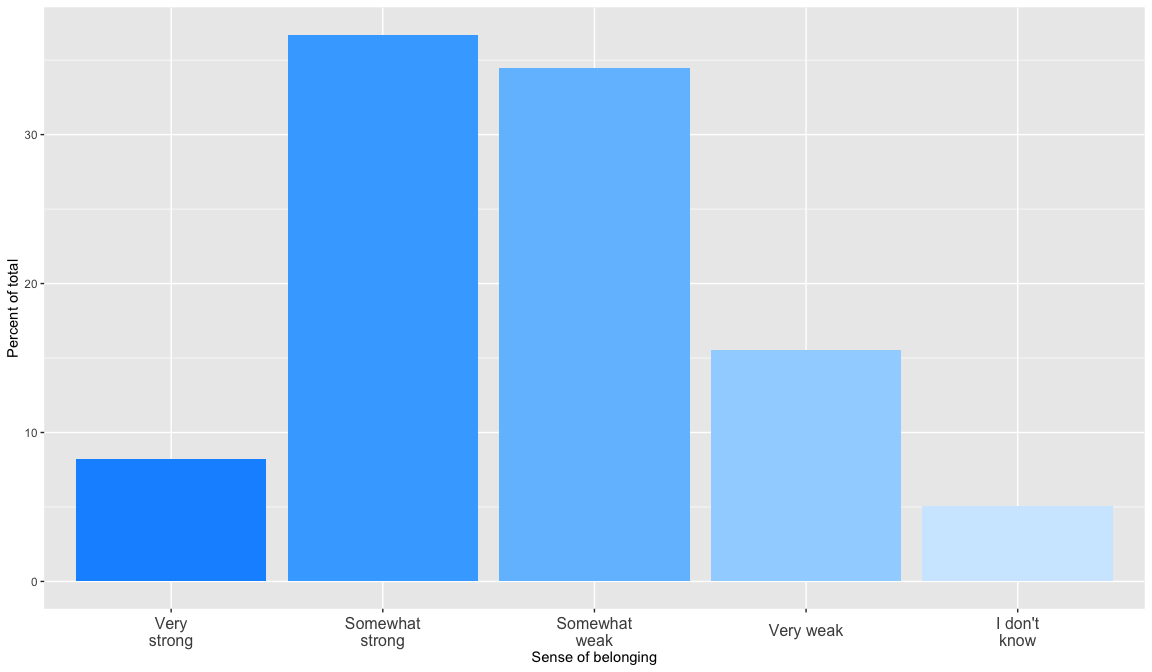 Percent of total
30
20
10
0
Very
strong
Somewhat
strong
Somewhat
weak
Very weak
I don't
know
Sense of belonging